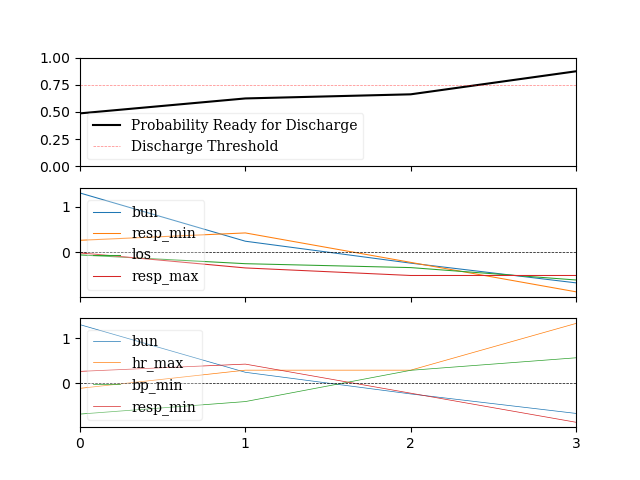 1.00
0.75
0.50
0.25
0.00
Probability Ready for Discharge
Discharge Threshold
1
0
bun
resp_min
los
resp_max
1
0
bun
hr_max
bp_min
resp_min
0 1 2 3